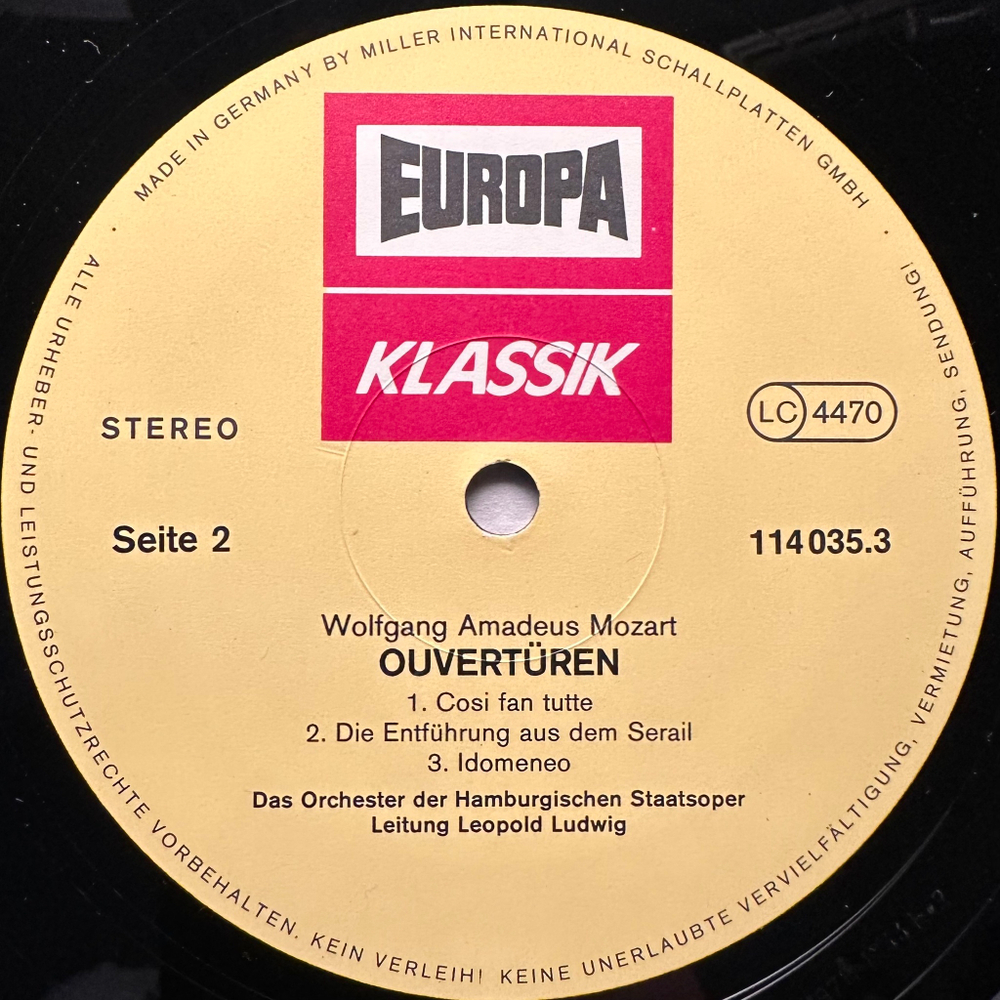 MADE IN GERMANY BY MILLER INTERNATIONAL SCHALLPLATTEN GMBH
EUROPA
KLASSIK
STEREO
LC 4470
Seite 2
114 035.3
Wolfgang Amadeus Mozart
OUVERTÜREN
1. Cosi fan tutte
2. Die Entführung aus dem Serail
3. Idomeneo
Das Orchester der Hamburgischen Staatsoper
Leitung Leopold Ludwig
ALLE URHEBER- UND LEISTUNGSSCHUTZRECHTE VORBEHALTEN. KEIN VERLEIH! KEINE UNERLAUBTE VERVIELFÄLTIGUNG, VERMIETUNG, AUFFÜHRUNG, SENDUNG!